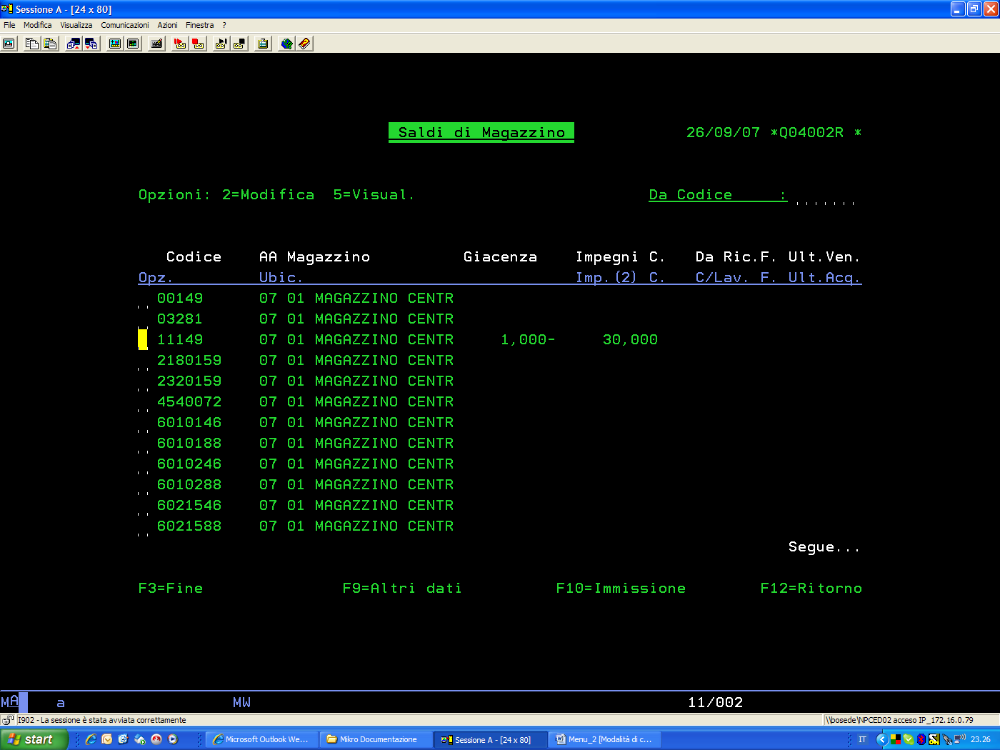 Sessione A - [24 x 80]
File Modifica Visualizza Comunicazioni Azioni Finestra ?
Saldi di Magazzino 26/09/07 *Q04002R *
Opzioni: 2=Modifica 5=Visual. Da Codice :
Codice AA Magazzino Giacenza Impegni C. Da Ric.F. Ult.Ven.
Opz. Ubic. Imp.(2) C. C/Lav. F. Ult.Acq.
00149 07 01 MAGAZZINO CENTR
03281 07 01 MAGAZZINO CENTR
11149 07 01 MAGAZZINO CENTR 1,000- 30,000
2180159 07 01 MAGAZZINO CENTR
2320159 07 01 MAGAZZINO CENTR
4540072 07 01 MAGAZZINO CENTR
6010146 07 01 MAGAZZINO CENTR
6010188 07 01 MAGAZZINO CENTR
6010246 07 01 MAGAZZINO CENTR
6010288 07 01 MAGAZZINO CENTR
6021546 07 01 MAGAZZINO CENTR
6021588 07 01 MAGAZZINO CENTR
Segue...
F3=Fine F9=Altri dati F10=Immissione F12=Ritorno
MA a MW 11/002
I902 - La sessione è stata avviata correttamente \\bosede\NPCED02 acceso IP_172.16.0.79
start Microsoft Outlook We... Mikro Documentazione Sessione A - [24 x 80] Menu_2 [Modalità di c... IT 23.26